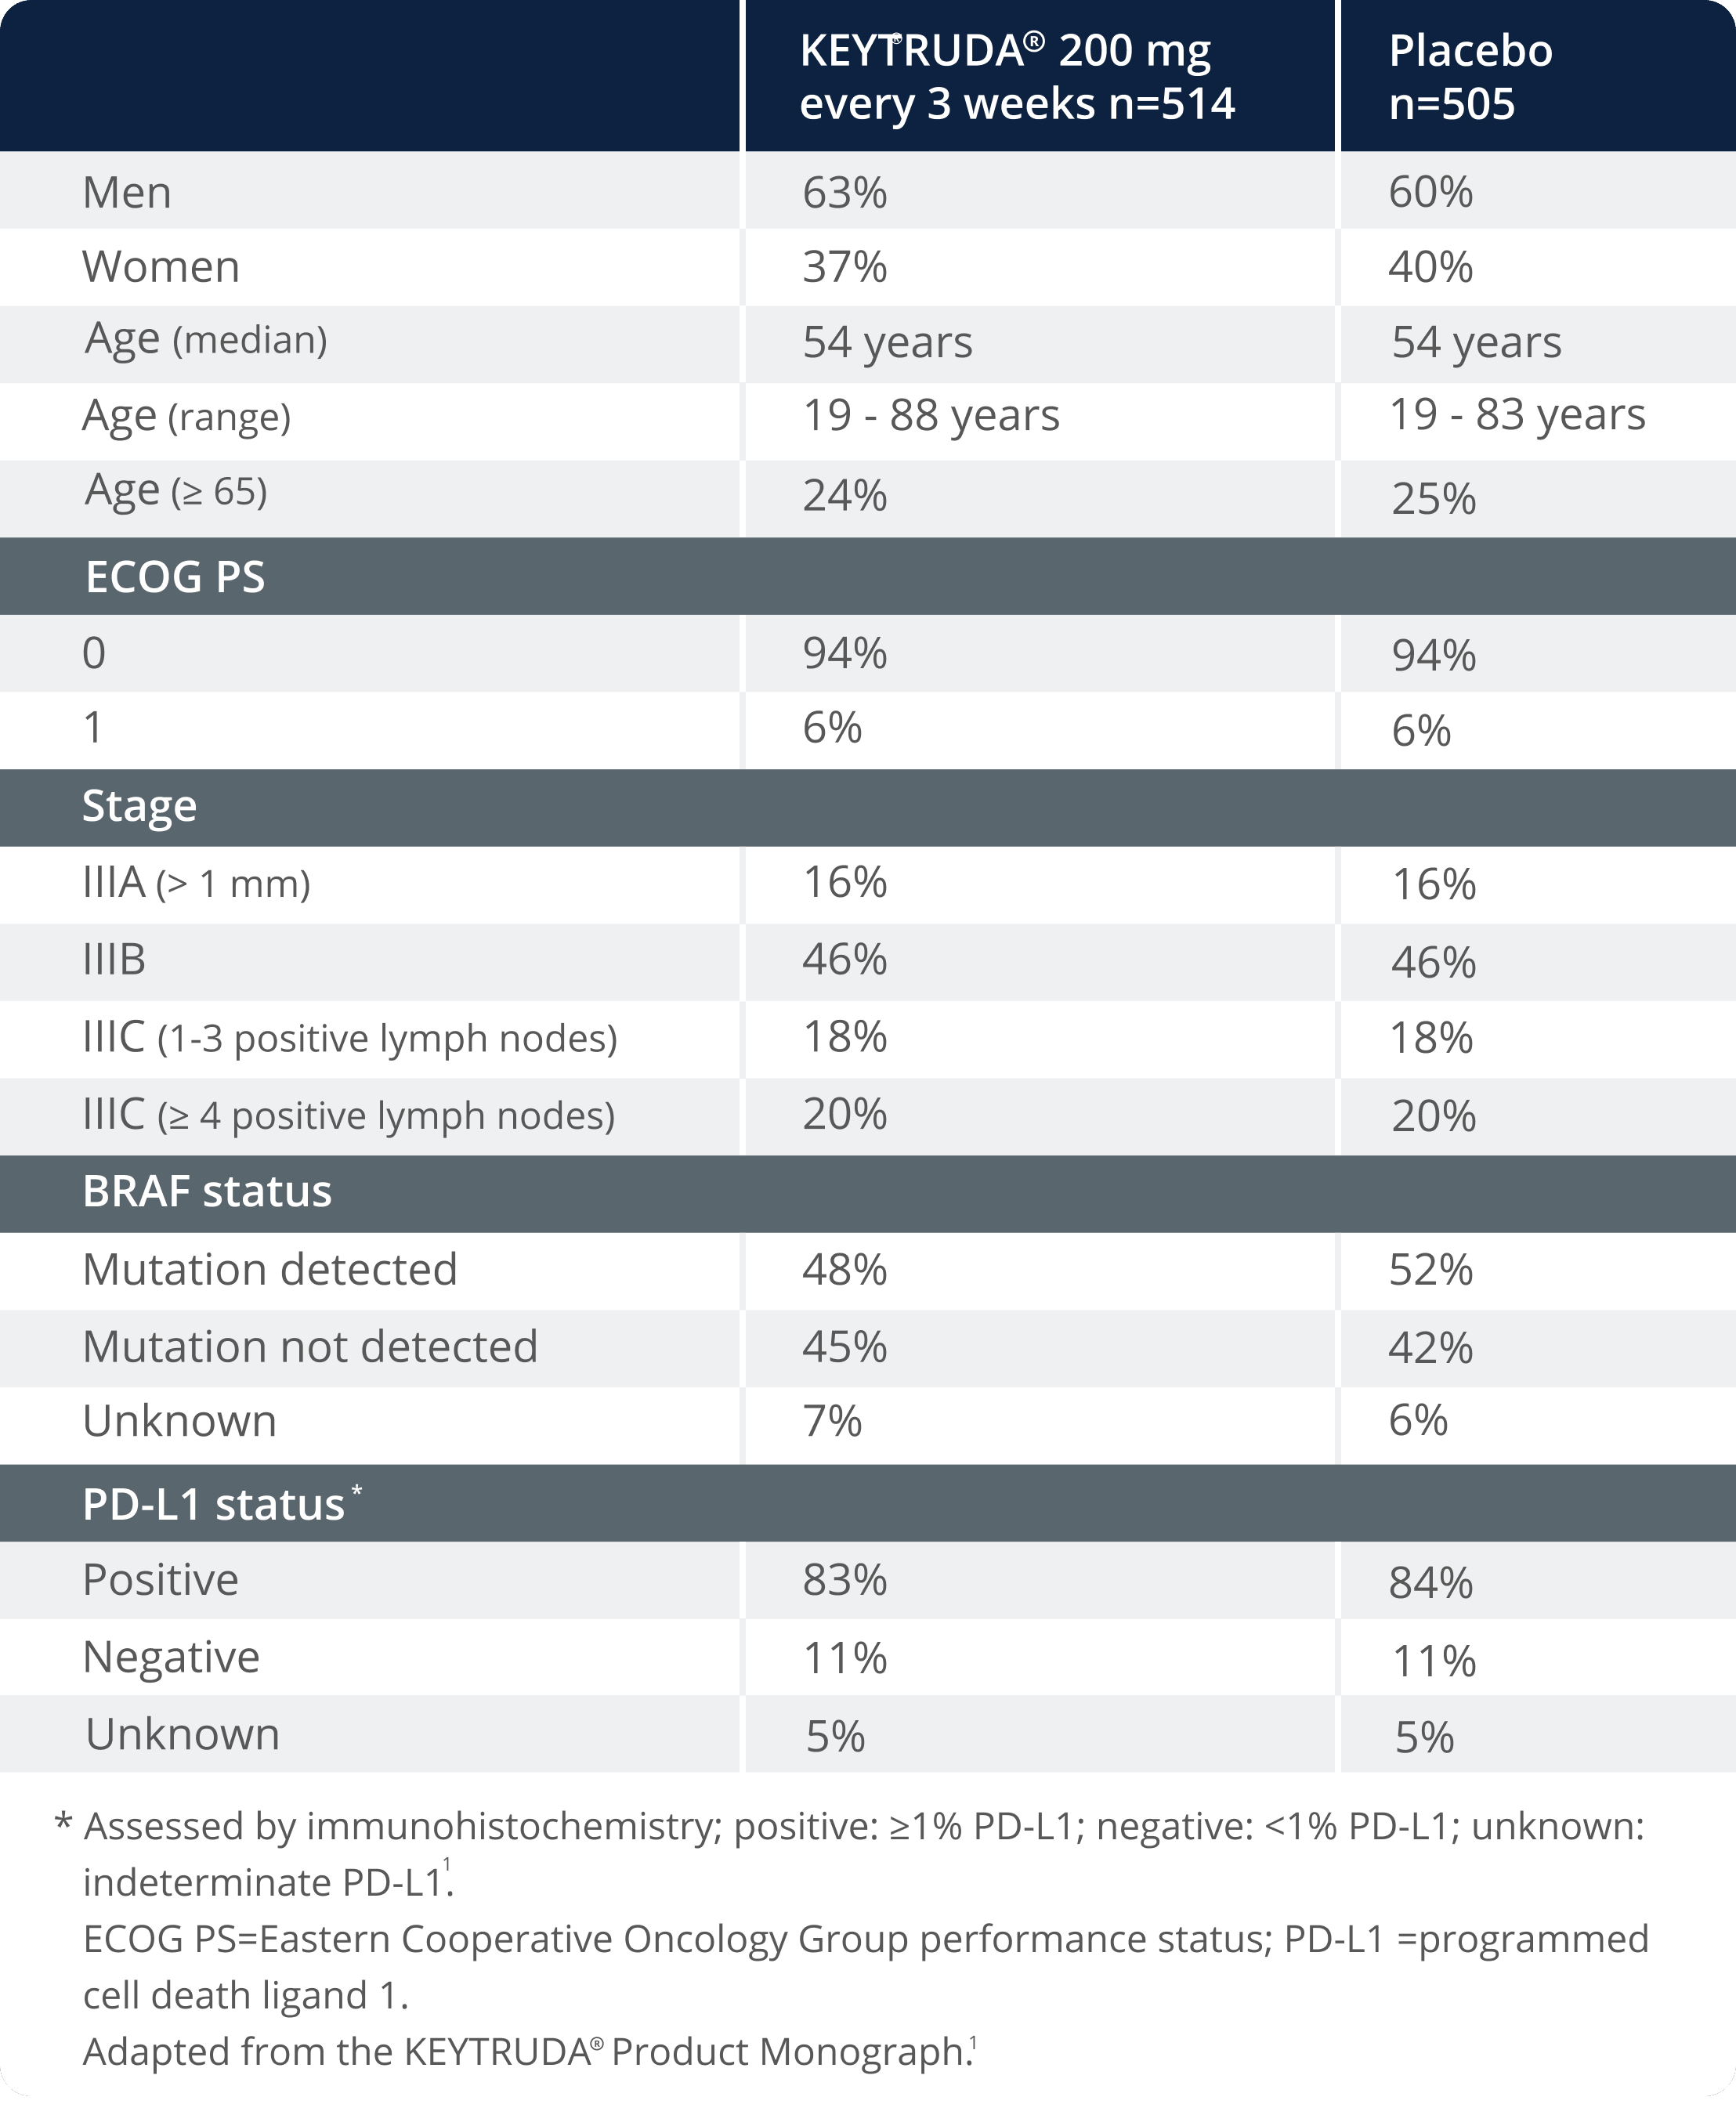 KEYTRUDA® 200 mg
every 3 weeks n=514
Placebo
n=505
Men 63% 60%
Women 37% 40%
Age (median) 54 years 54 years
Age (range) 19 - 88 years 19 - 83 years
Age (≥ 65) 24% 25%
ECOG PS
0 94% 94%
1 6% 6%
Stage
IIIA (> 1 mm) 16% 16%
IIIB 46% 46%
IIIC (1-3 positive lymph nodes) 18% 18%
IIIC (≥ 4 positive lymph nodes) 20% 20%
BRAF status
Mutation detected 48% 52%
Mutation not detected 45% 42%
Unknown 7% 6%
PD-L1 status*
Positive 83% 84%
Negative 11% 11%
Unknown 5% 5%
* Assessed by immunohistochemistry; positive: ≥1% PD-L1; negative: <1% PD-L1; unknown:
indeterminate PD-L1.¹
ECOG PS=Eastern Cooperative Oncology Group performance status; PD-L1 =programmed
cell death ligand 1.
Adapted from the KEYTRUDA® Product Monograph.¹